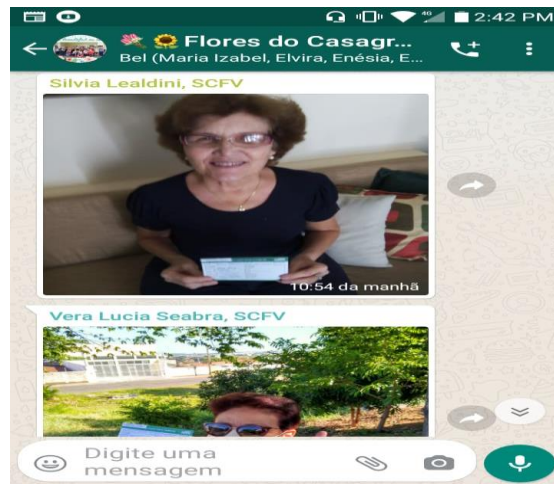 4G 2:42 PM
Flores do Casagr...
Bel (Maria Izabel, Elvira, Enésia, E...
Silvia Lealdini, SCFV
10:54 da manhã
Vera Lucia Seabra, SCFV
Digite uma
mensagem